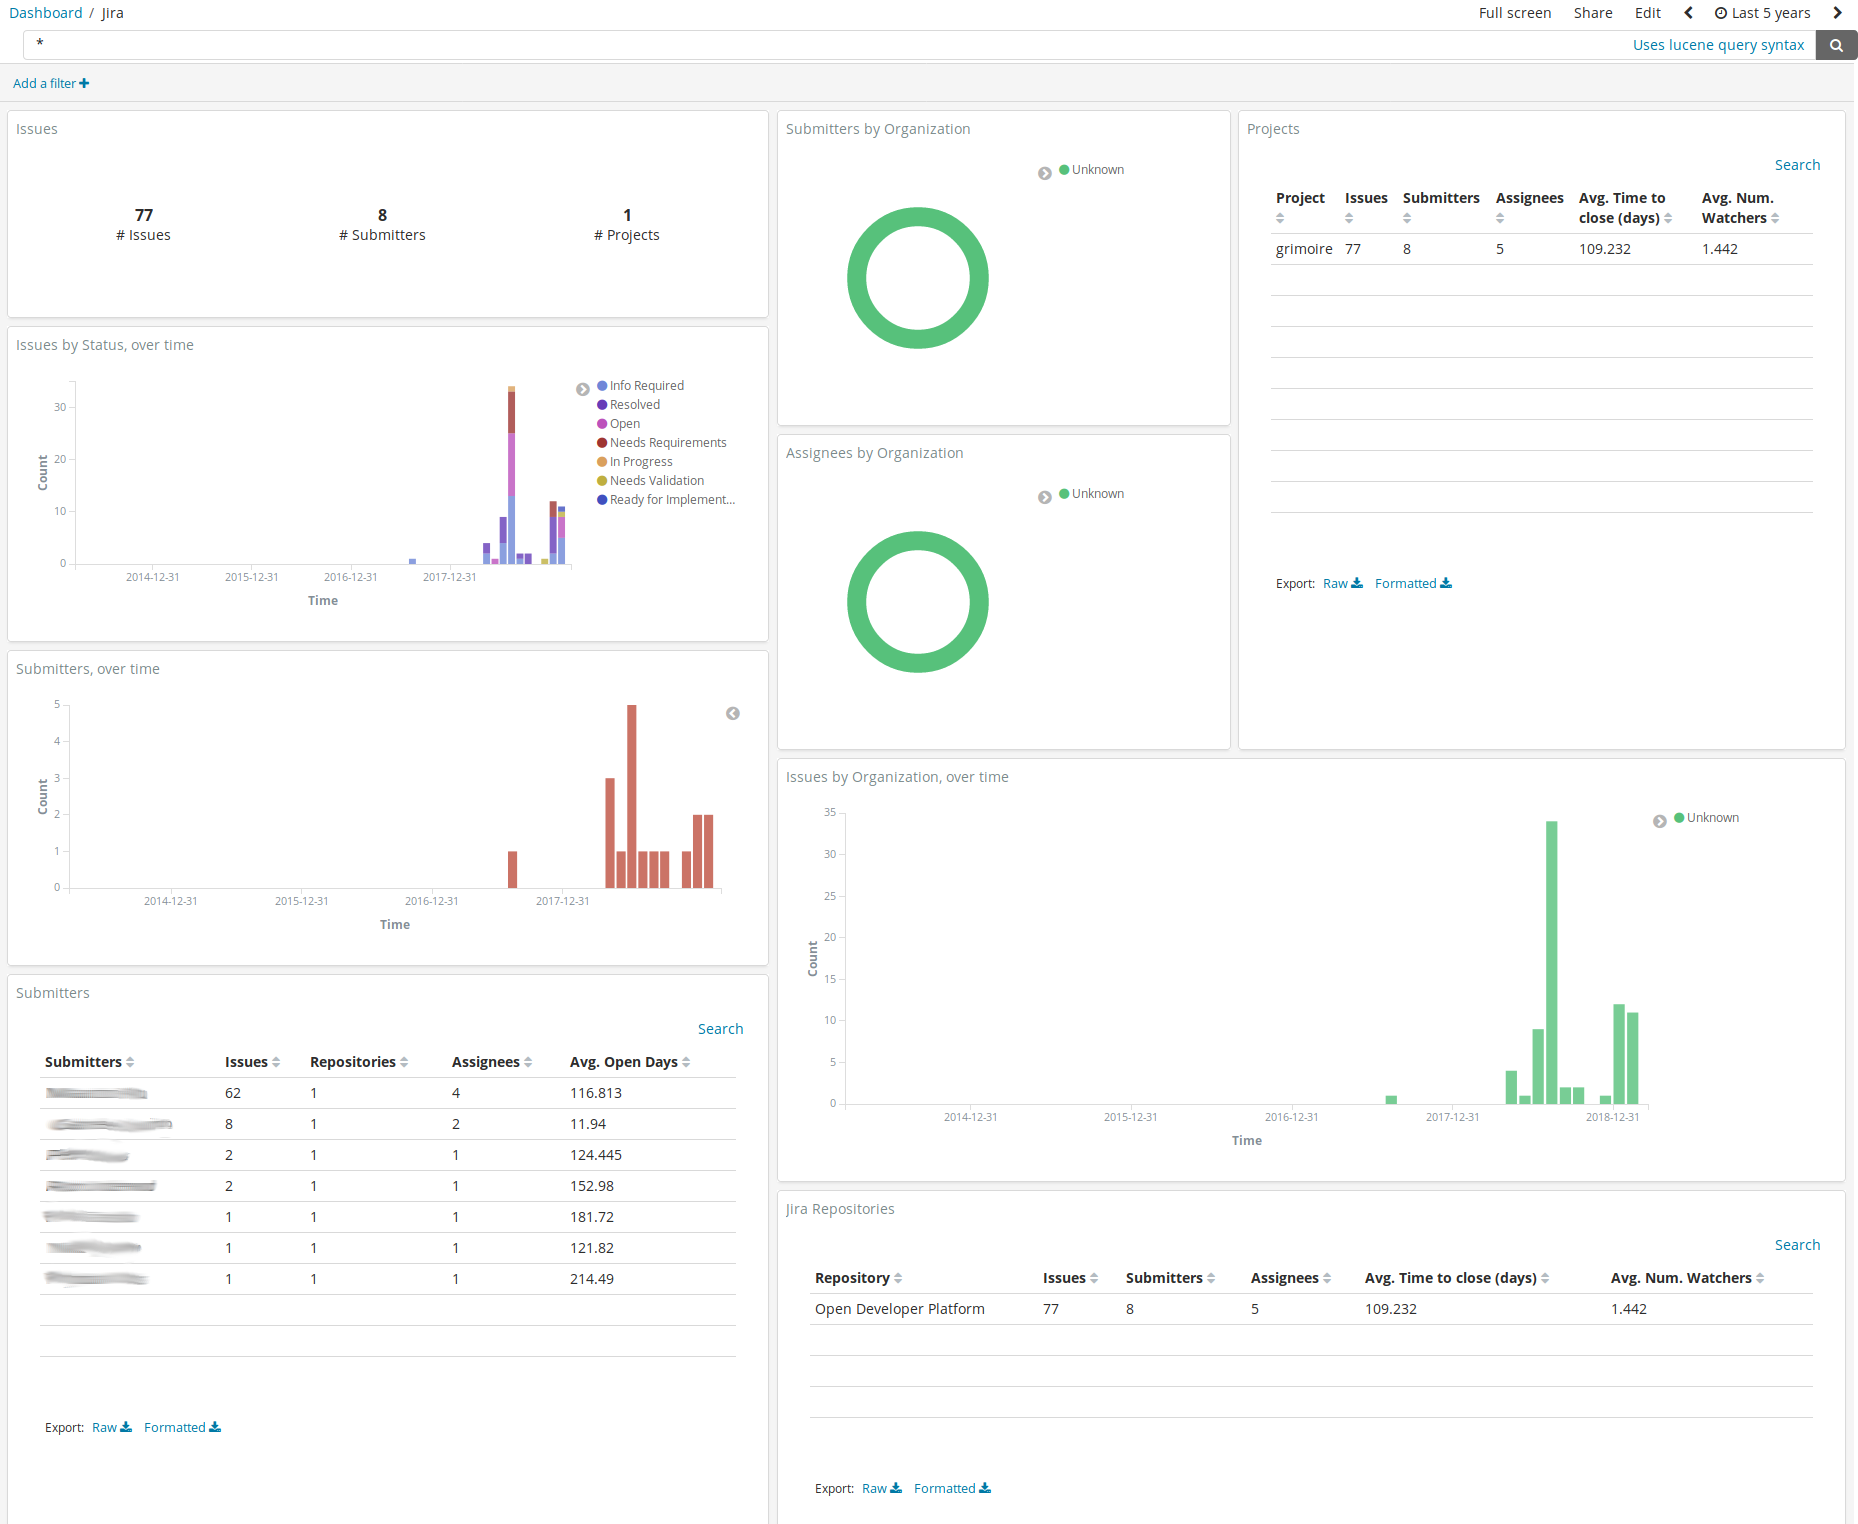 Dashboard / Jira
Full screen Share Edit Last 5 years
*
Uses lucene query syntax
Add a filter
Issues
77
# Issues
8
# Submitters
1
# Projects
Issues by Status, over time
30
20
10
0
Count
2014-12-31 2015-12-31 2016-12-31 2017-12-31
Time
Info Required
Resolved
Open
Needs Requirements
In Progress
Needs Validation
Ready for Implement...
Submitters, over time
5
4
3
2
1
0
Count
2014-12-31 2015-12-31 2016-12-31 2017-12-31
Time
Submitters
Search
Submitters Issues Repositories Assignees Avg. Open Days
62 1 4 116.813
8 1 2 11.94
2 1 1 124.445
2 1 1 152.98
1 1 1 181.72
1 1 1 121.82
1 1 1 214.49
Export: Raw Formatted
Submitters by Organization
Unknown
Assignees by Organization
Unknown
Projects
Search
Project Issues Submitters Assignees Avg. Time to close (days) Avg. Num. Watchers
grimoire 77 8 5 109.232 1.442
Export: Raw Formatted
Issues by Organization, over time
35
30
25
20
15
10
5
0
Count
2014-12-31 2015-12-31 2016-12-31 2017-12-31 2018-12-31
Time
Unknown
Jira Repositories
Search
Repository Issues Submitters Assignees Avg. Time to close (days) Avg. Num. Watchers
Open Developer Platform 77 8 5 109.232 1.442
Export: Raw Formatted